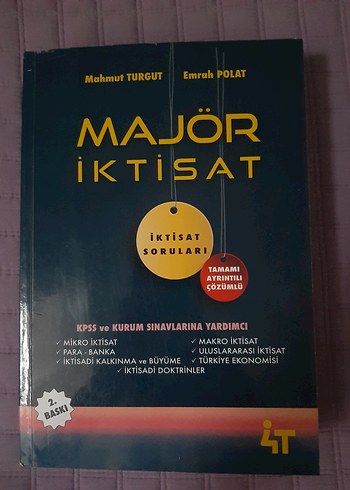 Mahmut TURGUT Emrah POLAT
MAJÖR
İKTİSAT
İKTİSAT
SORULARI
TAMAMI
AYRINTILI
ÇÖZÜMLÜ
KPSS ve KURUM SINAVLARINA YARDIMCI
✓ MİKRO İKTİSAT ✓ MAKRO İKTİSAT
✓ PARA - BANKA ✓ ULUSLARARASI İKTİSAT
✓ İKTİSADİ KALKINMA ve BÜYÜME ✓ TÜRKİYE EKONOMİSİ
✓ İKTİSADİ DOKTRİNLER
2.
BASKI
4T